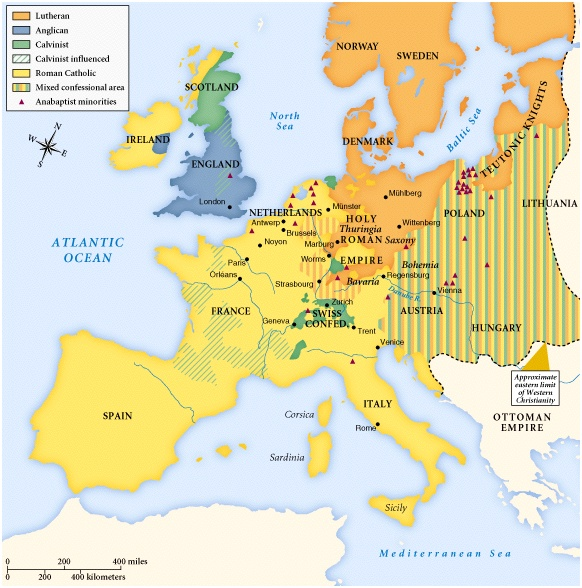 Lutheran
Anglican
Calvinist
Calvinist influenced
Roman Catholic
Mixed confessional area
Anabaptist minorities
N
W
E
S
NORWAY
SWEDEN
SCOTLAND
North
Sea
Baltic Sea
TEUTONIC KNIGHTS
IRELAND
DENMARK
ENGLAND
LITHUANIA
London
Mühlberg
NETHERLANDS
Münster
POLAND
HOLY
Antwerp
Thuringia
Wittenberg
Brussels
ATLANTIC
OCEAN
Noyon
Marburg
ROMAN
Saxony
Paris
Worms
EMPIRE
Bohemia
Orléans
Regensburg
Strasbourg
Bavaria
Danube R.
Vienna
FRANCE
Zurich
AUSTRIA
Geneva
SWISS
CONFED.
Trent
HUNGARY
Venice
Approximate
eastern limit
of Western
Christianity
SPAIN
ITALY
Corsica
OTTOMAN
EMPIRE
Rome
Sardinia
Sicily
Mediterranean Sea
0
200
400 miles
0
200
400 kilometers